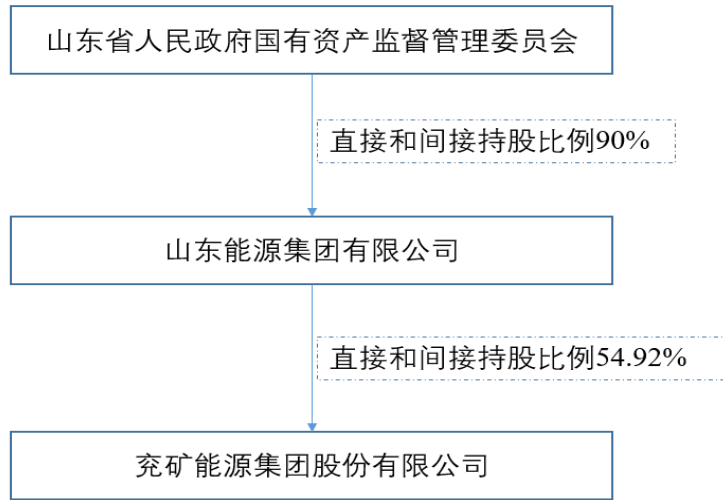 山东省人民政府国有资产监督管理委员会
直接和间接持股比例90%
山东能源集团有限公司
直接和间接持股比例54.92%
兖矿能源集团股份有限公司